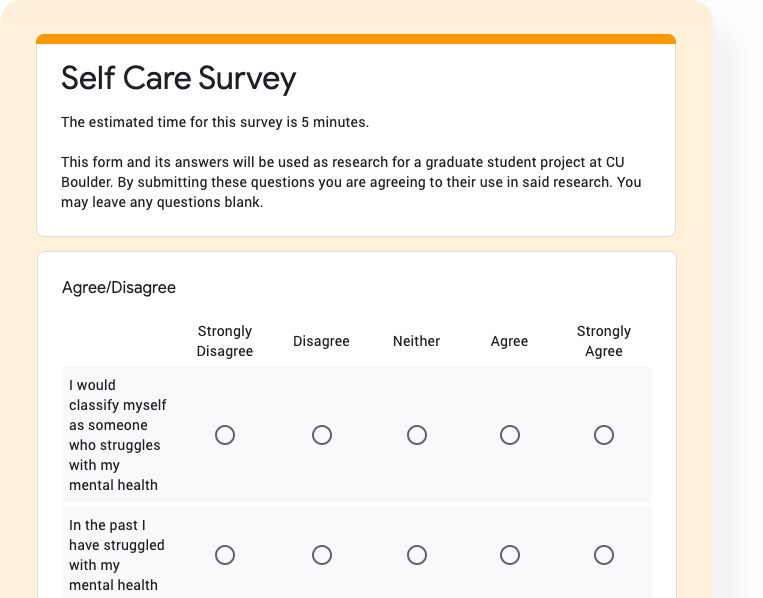 Self Care Survey
The estimated time for this survey is 5 minutes.
This form and its answers will be used as research for a graduate student project at CU
Boulder. By submitting these questions you are agreeing to their use in said research. You
may leave any questions blank.
Agree/Disagree
Strongly
Disagree
Disagree
Neither
Agree
Strongly
Agree
I would
classify myself
as someone
who struggles
with my
mental health
In the past I
have struggled
with my
mental health